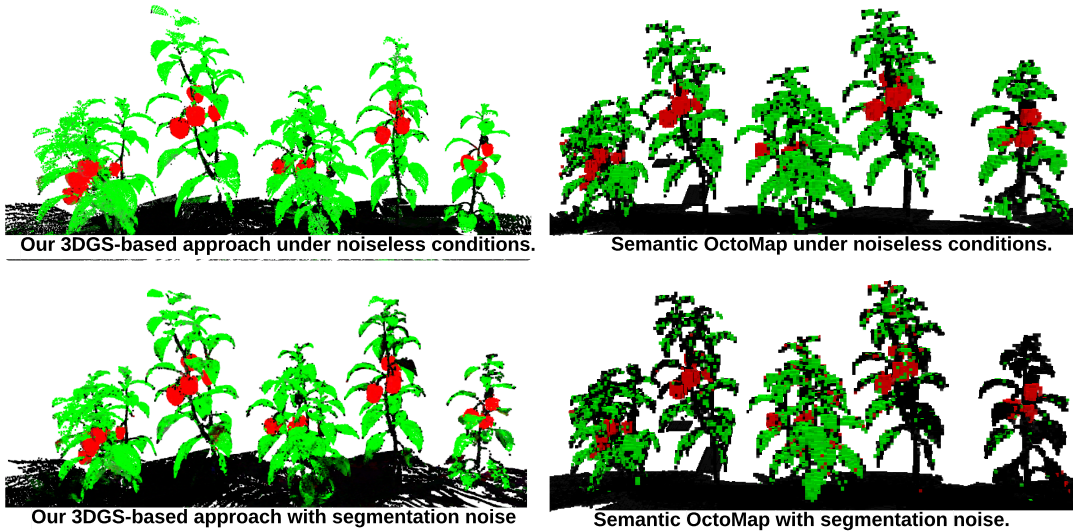 Our 3DGS-based approach under noiseless conditions.
Semantic OctoMap under noiseless conditions.
Our 3DGS-based approach with segmentation noise
Semantic OctoMap with segmentation noise.